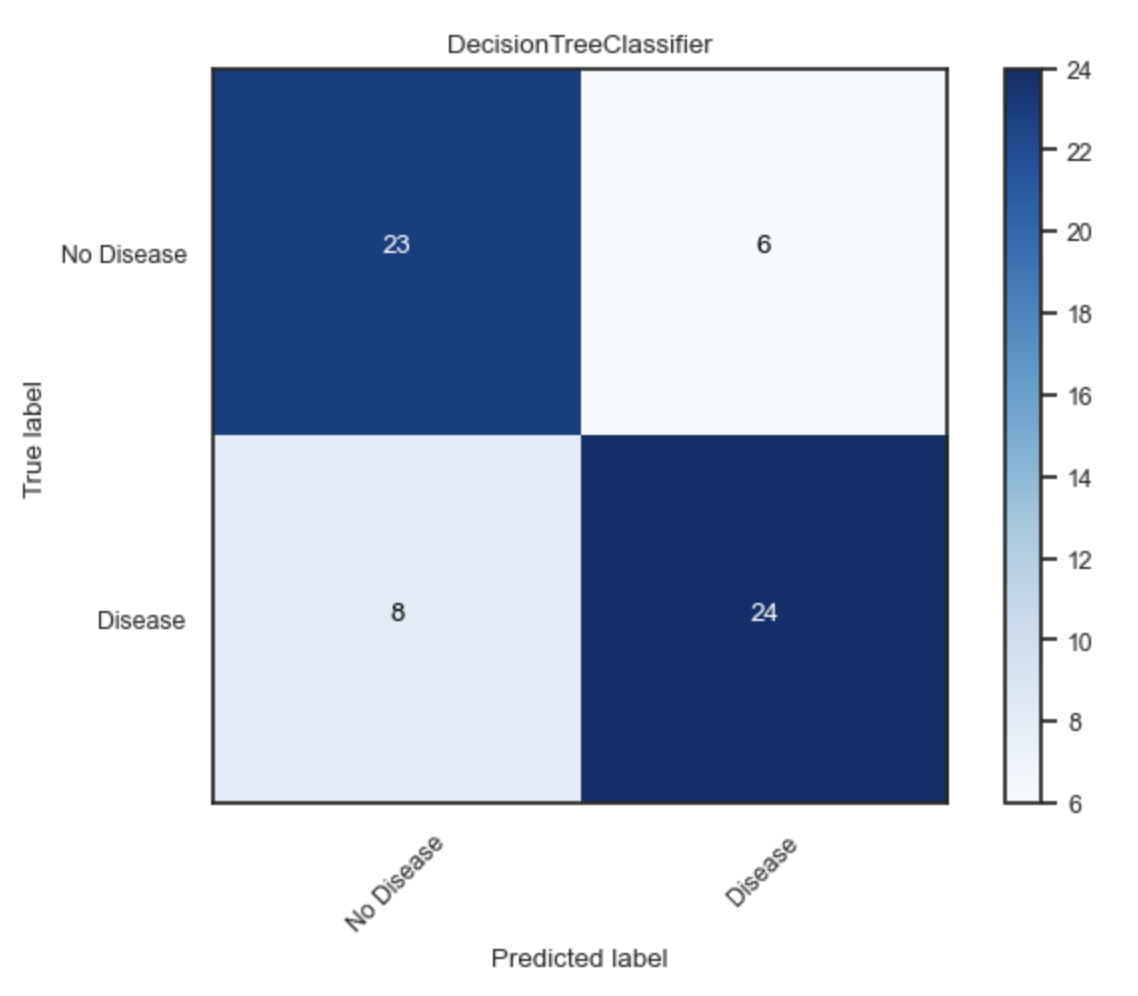 DecisionTreeClassifier
24
22
20
18
16
14
12
10
8
6
True label
No Disease
23
6
Disease
8
24
No Disease
Disease
Predicted label